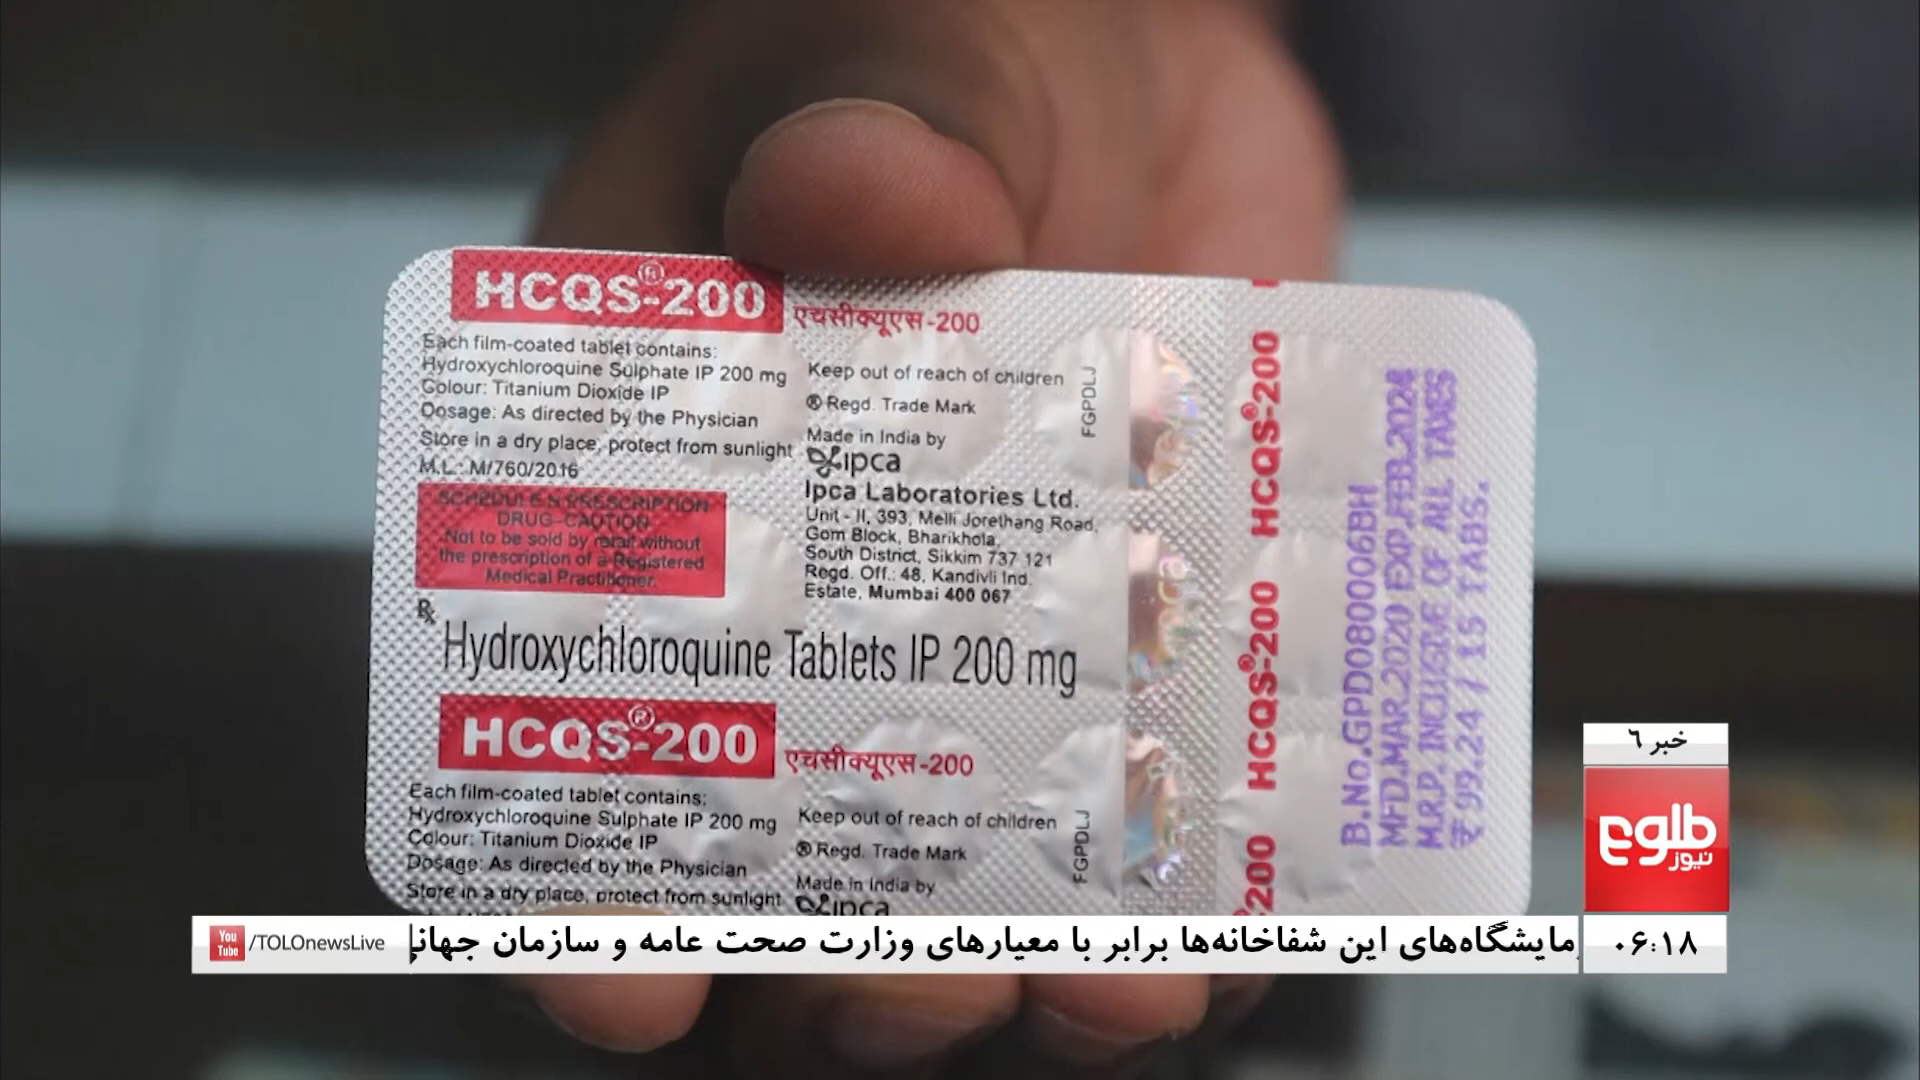 HCQS®-200
एचसीक्यूएस-200
Each film-coated tablet contains:
Hydroxychloroquine Sulphate IP 200 mg
Colour: Titanium Dioxide IP
Dosage: As directed by the Physician
Store in a dry place, protect from sunlight
M.L.: M/760/2016
SCHEDULE H PRESCRIPTION
DRUG-CAUTION
Not to be sold by retail without
the prescription of a Registered
Medical Practitioner.
Keep out of reach of children
® Regd. Trade Mark
Made in India by
ipca
Ipca Laboratories Ltd.
Unit - II, 393, Melli Jorethang Road,
Gom Block, Bharikhola,
South District, Sikkim 737 121
Regd. Off.: 48, Kandivli Ind.
Estate, Mumbai 400 067
FGPDLJ
Rx
Hydroxychloroquine Tablets IP 200 mg
HCQS®-200
एचसीक्यूएस-200
Each film-coated tablet contains:
Hydroxychloroquine Sulphate IP 200 mg
Colour: Titanium Dioxide IP
Dosage: As directed by the Physician
Store in a dry place, protect from sunlight
Keep out of reach of children
® Regd. Trade Mark
Made in India by
ipca
FGPDLJ
HCQS®-200
HCQS®-200
200
B.No.GPD080006BH
MFD.MAR.2020 EXP.FEB.2024
M.R.P. INCLUSIVE OF ALL TAXES
₹ 99.24 / 15 TABS.
خبر ۶
طلوع
نیوز
۰۶:۱۸
You Tube /TOLOnewsLive
مایشگاه‌های این شفاخانه‌ها برابر با معیارهای وزارت صحت عامه و سازمان جهانی